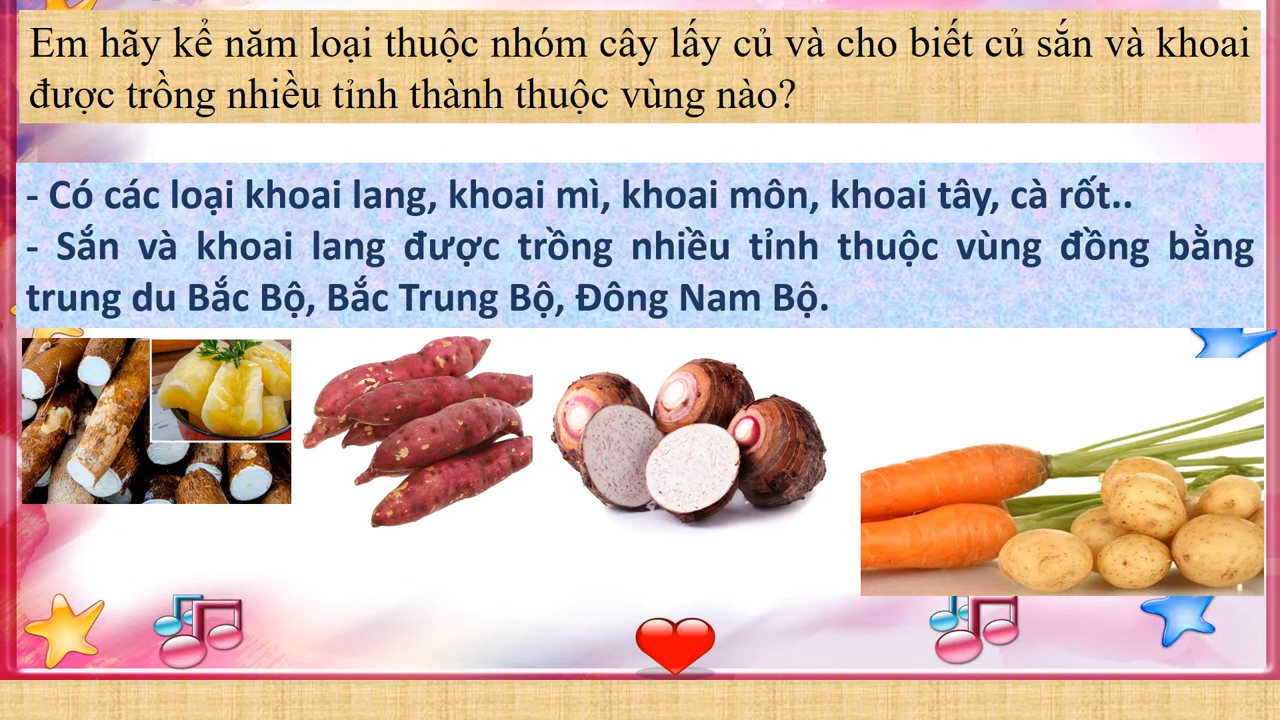 Em hãy kể năm loại thuộc nhóm cây lấy củ và cho biết củ sắn và khoai
được trồng nhiều tỉnh thành thuộc vùng nào?
- Có các loại khoai lang, khoai mì, khoai môn, khoai tây, cà rốt..
- Sắn và khoai lang được trồng nhiều tỉnh thuộc vùng đồng bằng
trung du Bắc Bộ, Bắc Trung Bộ, Đông Nam Bộ.